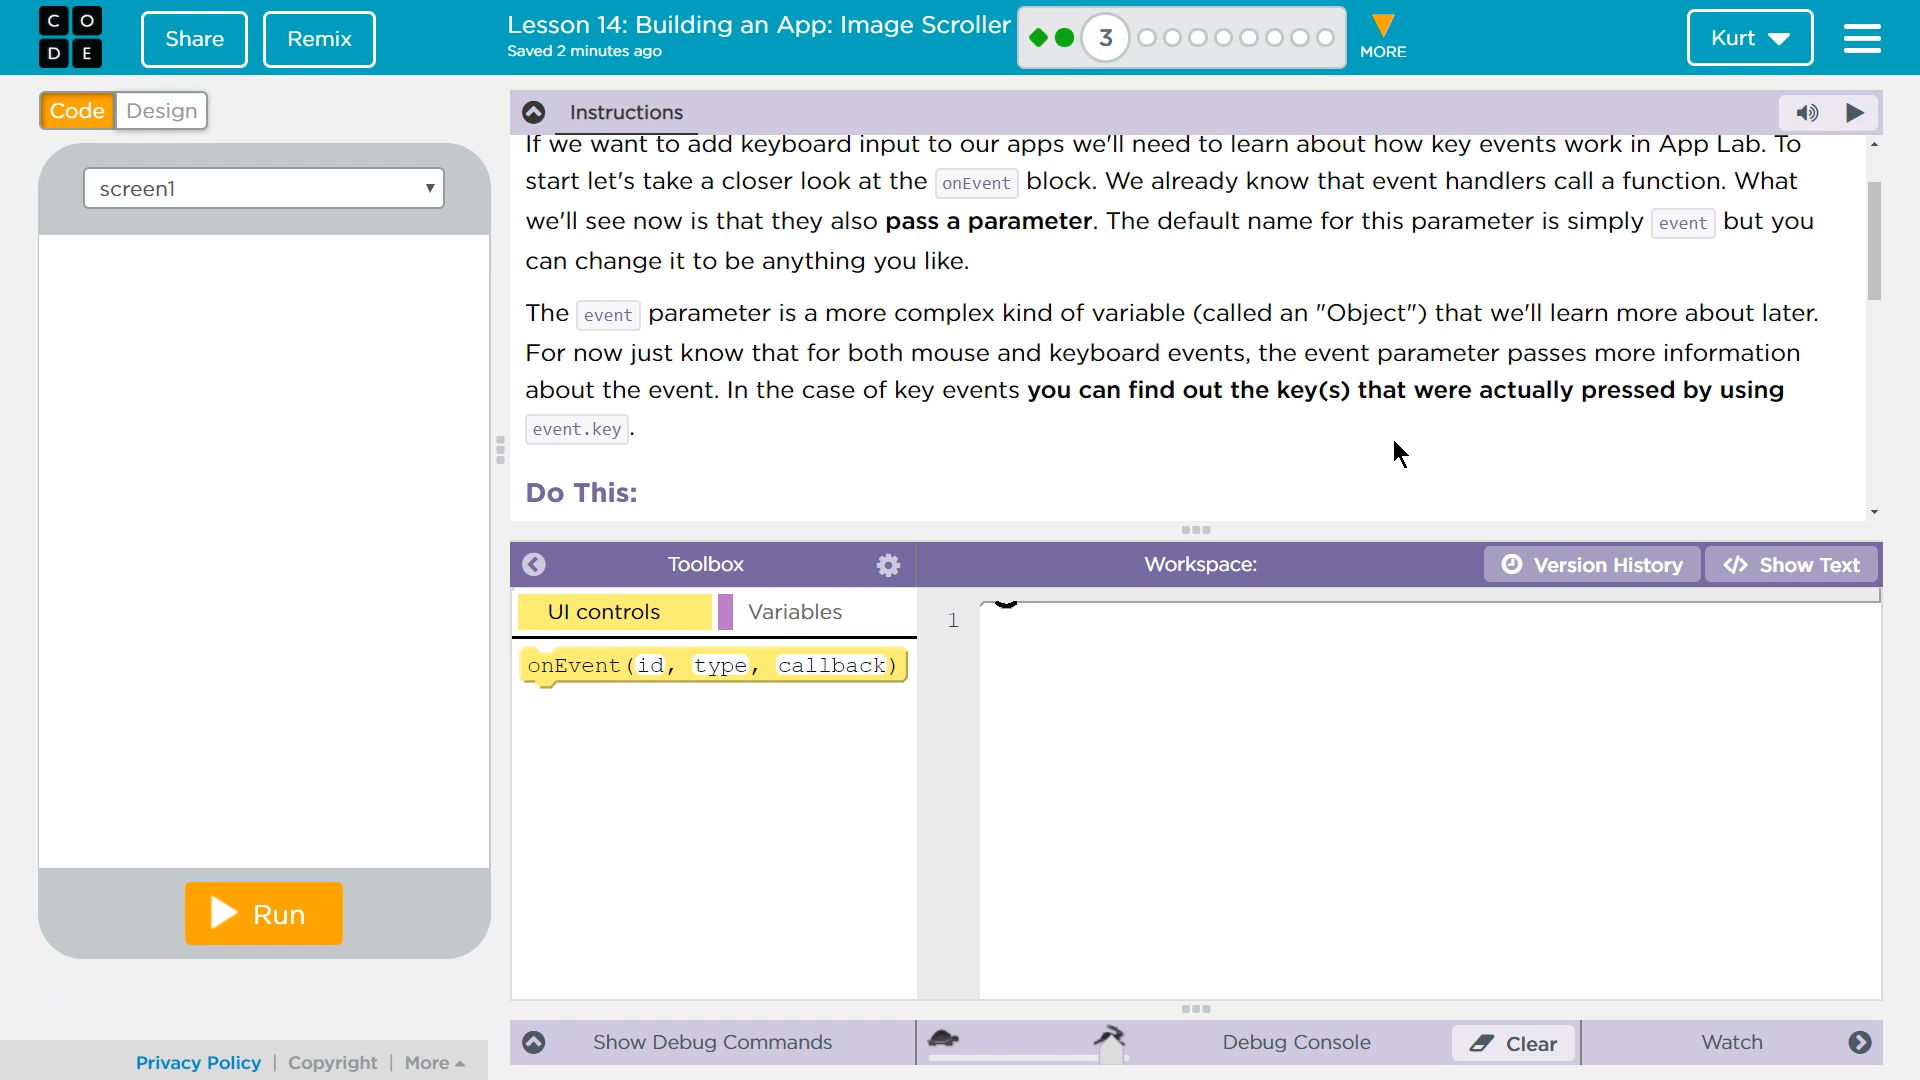 C O
D E
Share
Remix
Lesson 14: Building an App: Image Scroller
Saved 2 minutes ago
3
MORE
Kurt
Code
Design
screen1
Run
Instructions
If we want to add keyboard input to our apps we'll need to learn about how key events work in App Lab. To
start let's take a closer look at the onEvent block. We already know that event handlers call a function. What
we'll see now is that they also pass a parameter. The default name for this parameter is simply event but you
can change it to be anything you like.
The event parameter is a more complex kind of variable (called an "Object") that we'll learn more about later.
For now just know that for both mouse and keyboard events, the event parameter passes more information
about the event. In the case of key events you can find out the key(s) that were actually pressed by using
event.key.
Do This:
Toolbox
Workspace:
Version History
</> Show Text
UI controls
Variables
onEvent(id, type, callback)
1
Show Debug Commands
Debug Console
Clear
Watch
Privacy Policy | Copyright | More